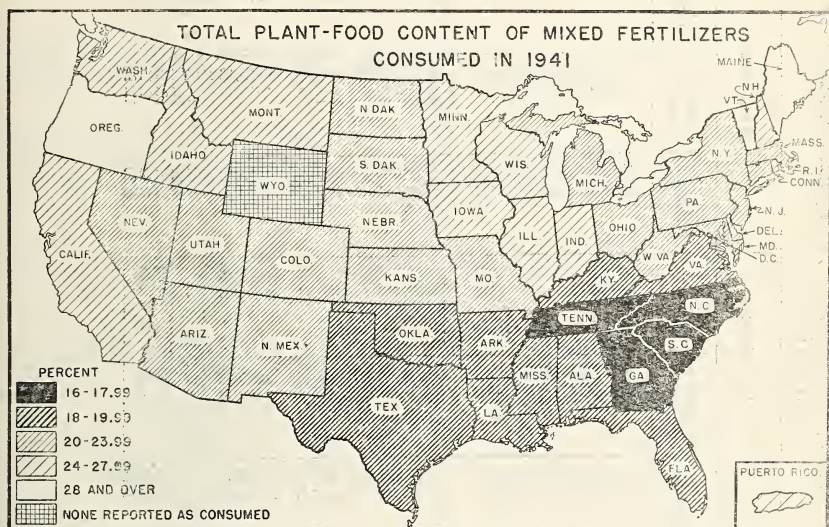 TOTAL PLANT-FOOD CONTENT OF MIXED FERTILIZERS
CONSUMED IN 1941
WASH.
OREG.
IDAHO
MONT.
WYO.
NEV.
UTAH
COLO.
CALIF.
ARIZ.
N. MEX.
N. DAK
S. DAK
NEBR.
KANS.
OKLA.
TEX.
MINN.
IOWA
MO.
ARK.
LA.
WIS.
ILL.
MICH.
IND.
OHIO
KY.
TENN.
MISS.
ALA.
GA.
FLA.
S.C.
N.C.
VA.
W. VA.
PA.
N.Y.
MAINE
N.H.
VT.
MASS.
R.I.
CONN.
N.J.
DEL.
MD.
D.C.
PERCENT
16-17.99
18-19.99
20-23.99
24-27.99
28 AND OVER
NONE REPORTED AS CONSUMED
PUERTO RICO